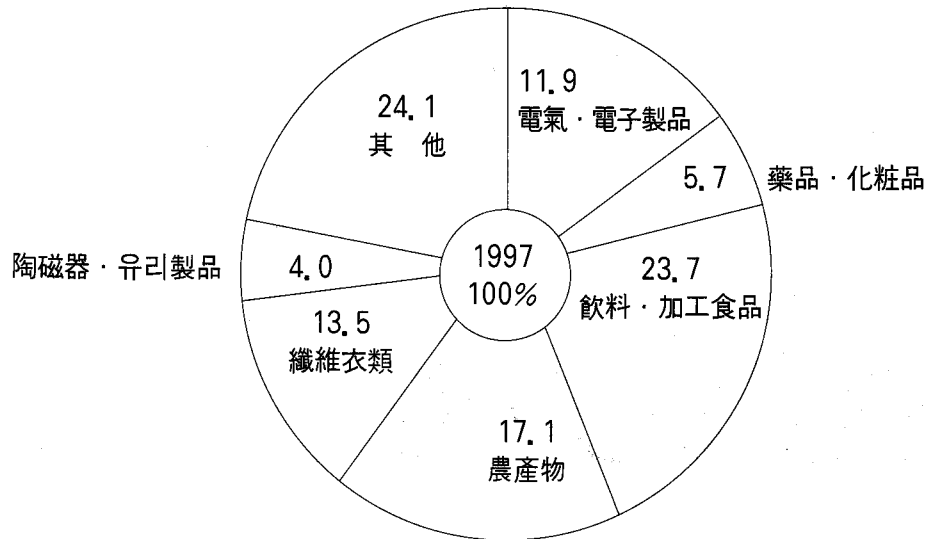 11.9
電氣·電子製品
24.1
其 他
5.7
藥品·化粧品
1997
100%
陶磁器·유리製品
4.0
23.7
飮料·加工食品
13.5
纖維衣類
17.1
農產物